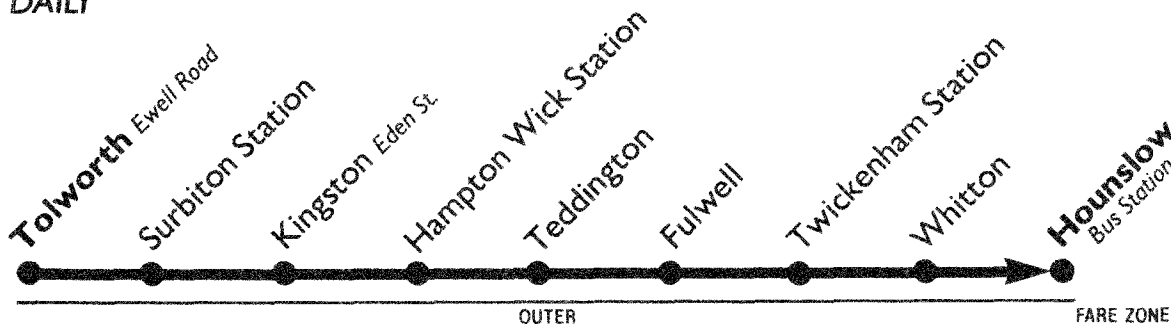 DAILY
Tolworth Ewell Road
Surbiton Station
Kingston Eden St.
Hampton Wick Station
Teddington
Fulwell
Twickenham Station
Whitton
Hounslow
Bus Station
OUTER
FARE ZONE